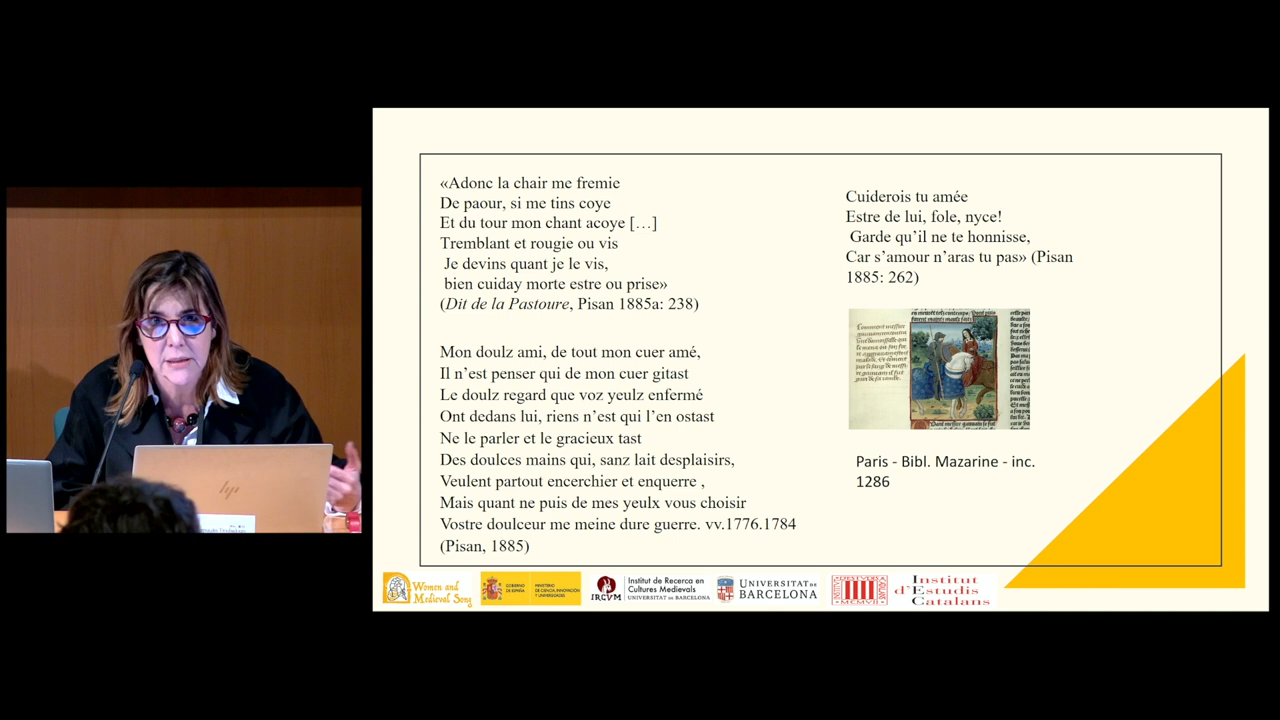 «Adonc la chair me fremie
De paour, si me tins coye
Et du tour mon chant acoye […]
Tremblant et rougie ou vis
Je devins quant je le vis,
bien cuiday morte estre ou prise»
(Dit de la Pastoure, Pisan 1885a: 238)
Mon doulz ami, de tout mon cuer amé,
Il n’est penser qui de mon cuer gitast
Le doulz regard que voz yeulz enfermé
Ont dedans lui, riens n’est qui l’en ostast
Ne le parler et le gracieux tast
Des doulces mains qui, sanz lait desplaisirs,
Veulent partout encerchier et enquerre ,
Mais quant ne puis de mes yeulx vous choisir
Vostre doulceur me meine dure guerre. vv.1776.1784
(Pisan, 1885)
Cuiderois tu amée
Estre de lui, fole, nyce!
Garde qu’il ne te honnisse,
Car s’amour n’aras tu pas» (Pisan
1885: 262)
Paris - Bibl. Mazarine - inc.
1286
Women and
Medieval Song
GOBIERNO
DE ESPAÑA
MINISTERIO
DE CIENCIA, INNOVACIÓN
Y UNIVERSIDADES
IRCVM
Institut de Recerca en
Cultures Medievals
UNIVERSITAT DE BARCELONA
UNIVERSITAT DE
BARCELONA
INSTITUT
D'ESTUDIS
CATALANS
MCMVII
Institut
d'Estudis
Catalans
hp